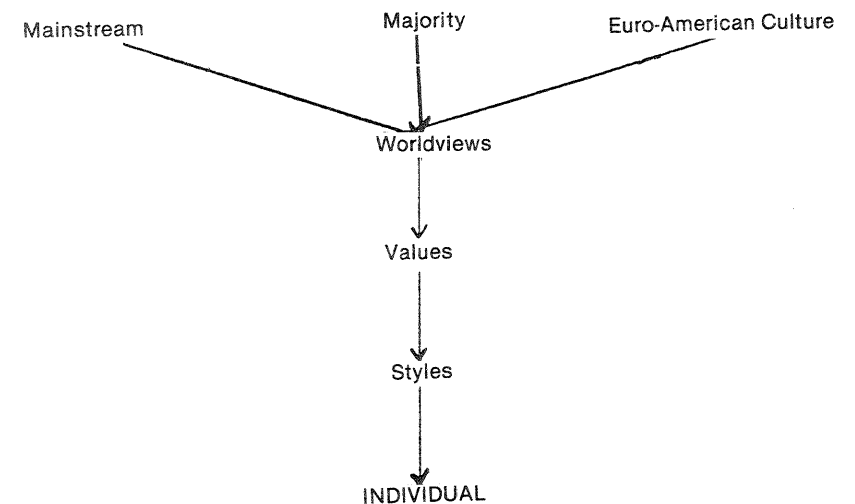 Mainstream
Majority
Euro-American Culture
Worldviews
Values
Styles
INDIVIDUAL